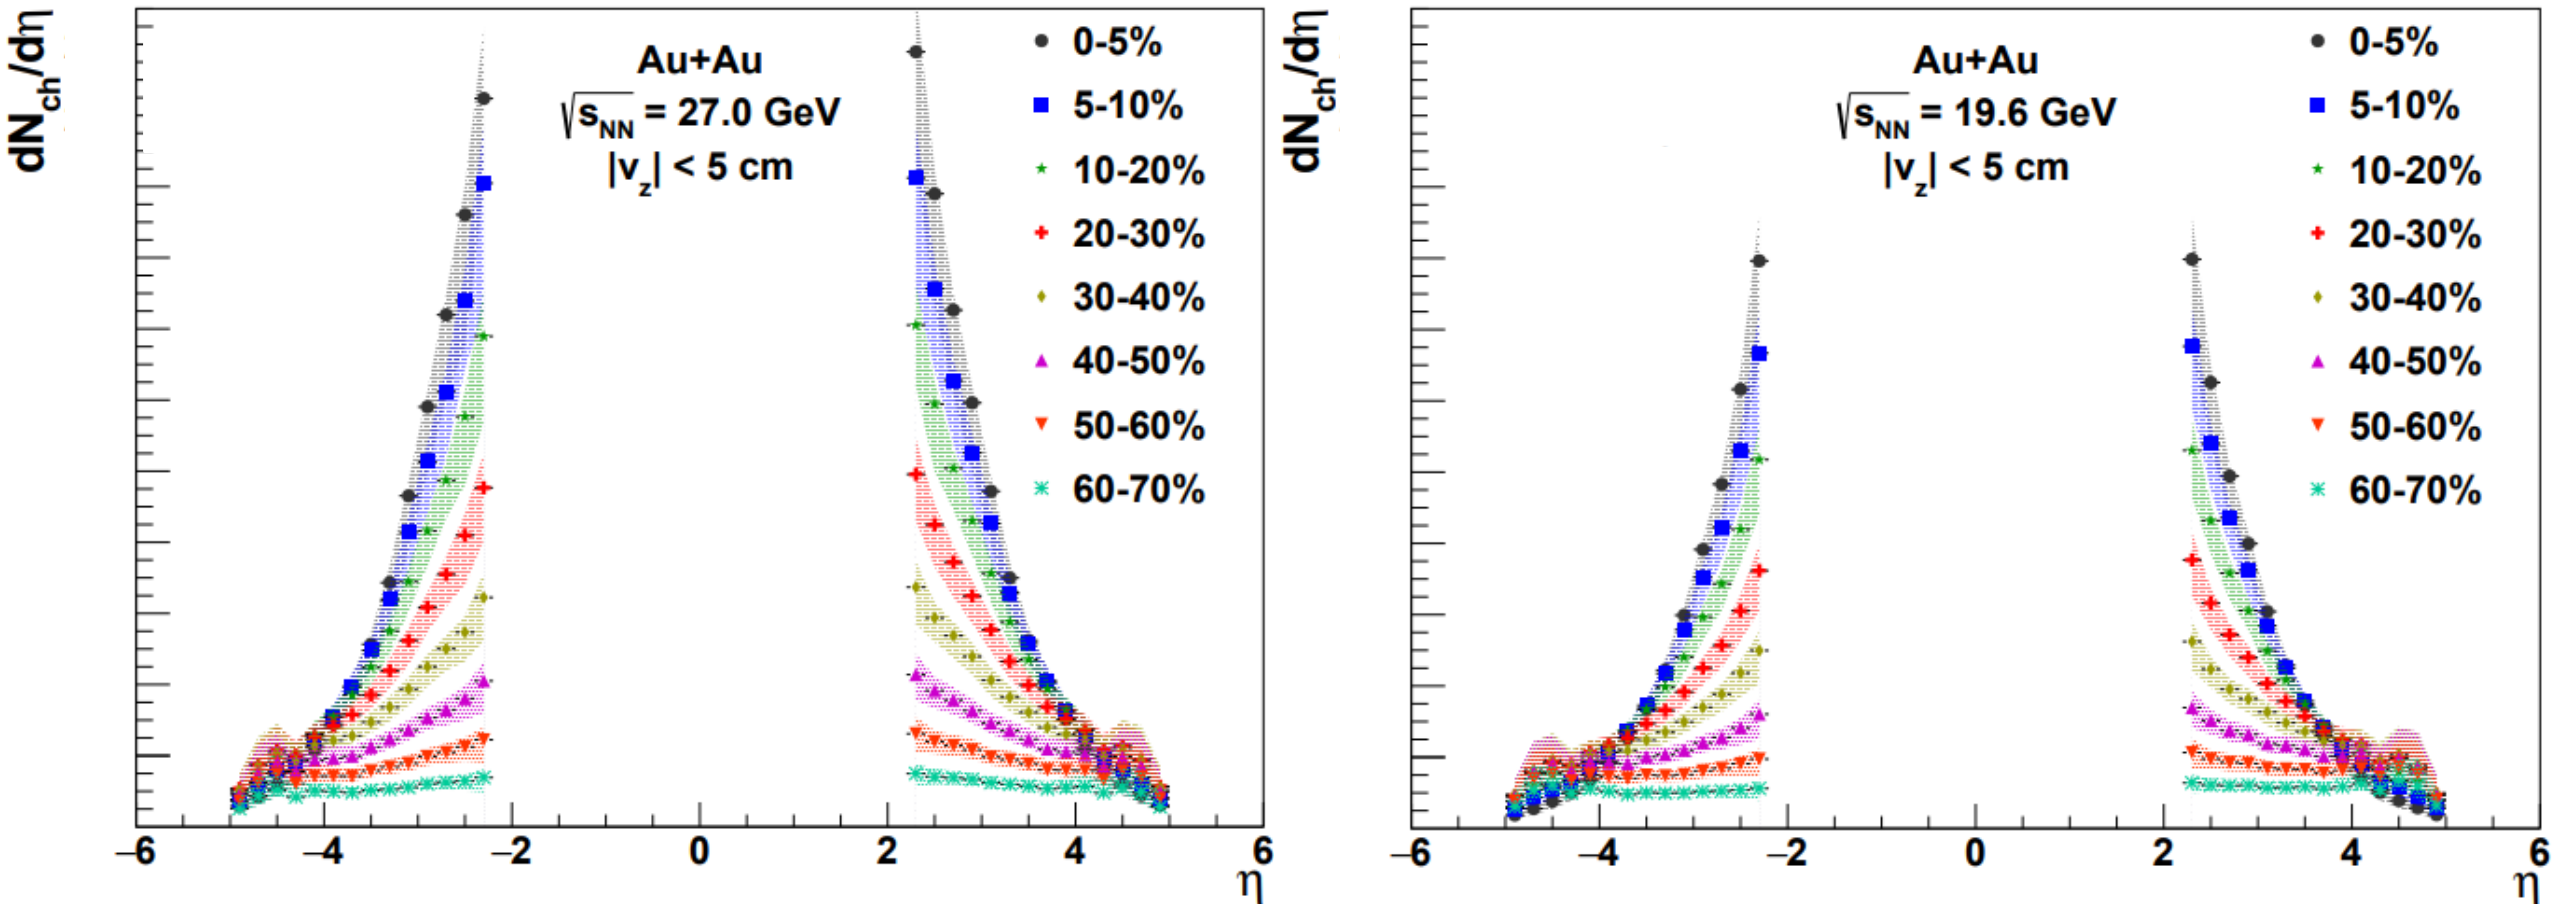 dN_ch/dη
Au+Au
√s_NN = 27.0 GeV
|v_z| < 5 cm
0-5%
5-10%
10-20%
20-30%
30-40%
40-50%
50-60%
60-70%
−6 −4 −2 0 2 4 6
η
dN_ch/dη
Au+Au
√s_NN = 19.6 GeV
|v_z| < 5 cm
0-5%
5-10%
10-20%
20-30%
30-40%
40-50%
50-60%
60-70%
−6 −4 −2 0 2 4 6
η